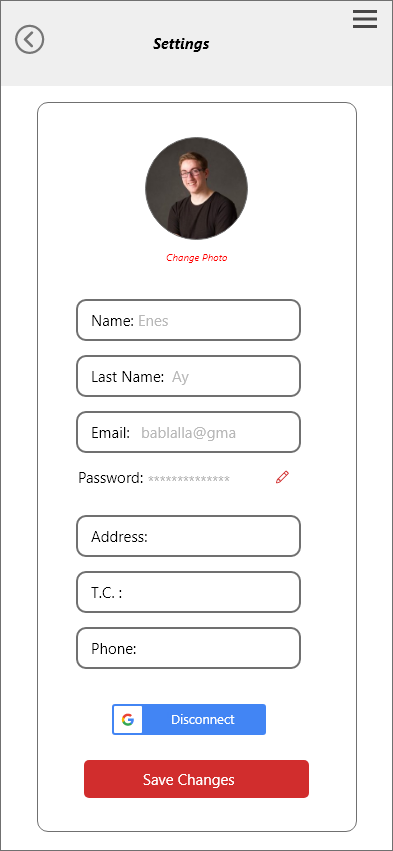 Settings
Change Photo
Name: Enes
Last Name: Ay
Email: bablalla@gma
Password: **************
Address:
T.C. :
Phone:
Disconnect
Save Changes